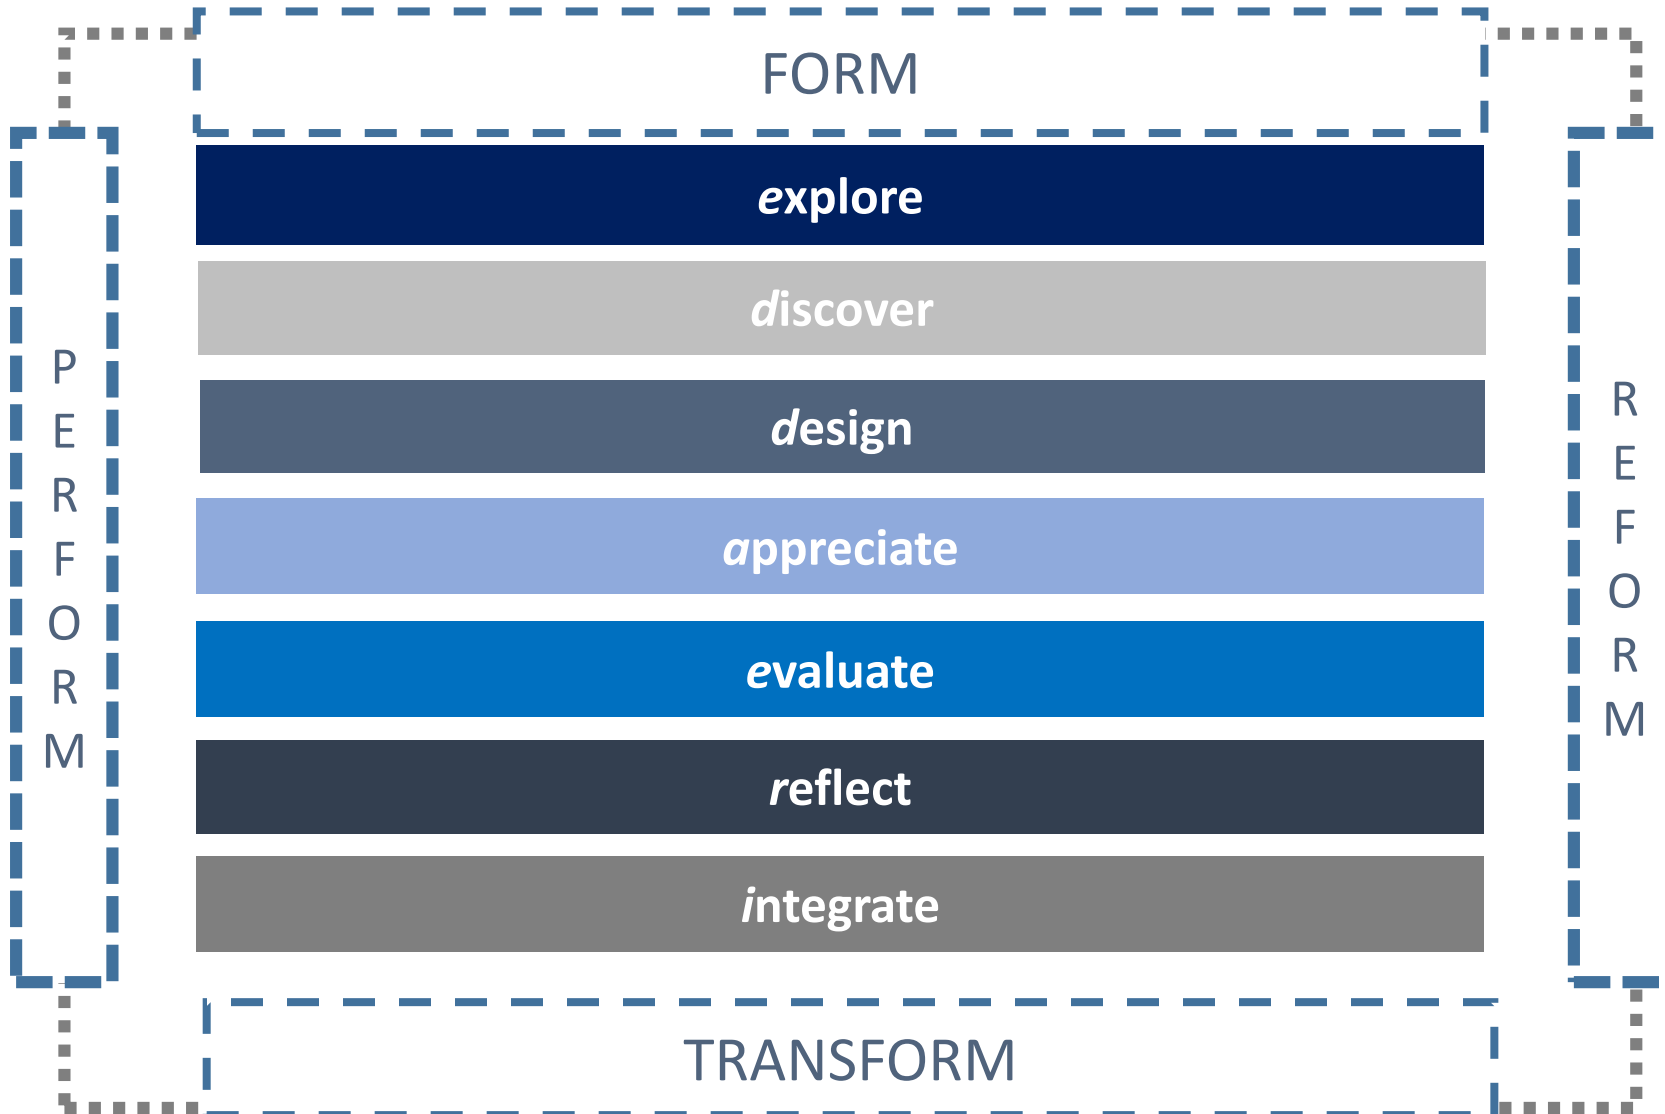 FORM
explore
discover
design
appreciate
evaluate
reflect
integrate
PERFORM
REFORM
TRANSFORM